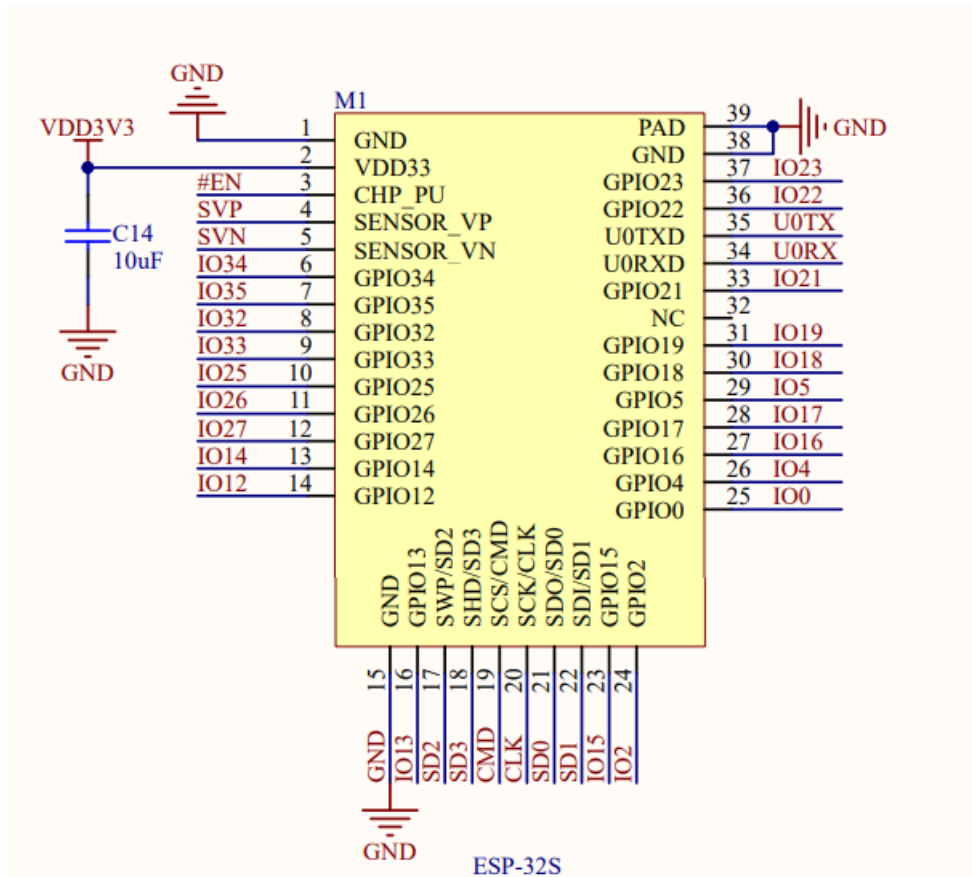 GND
VDD3V3
C14
10uF
GND
M1
1 GND
2 VDD33
#EN 3 CHP_PU
SVP 4 SENSOR_VP
SVN 5 SENSOR_VN
IO34 6 GPIO34
IO35 7 GPIO35
IO32 8 GPIO32
IO33 9 GPIO33
IO25 10 GPIO25
IO26 11 GPIO26
IO27 12 GPIO27
IO14 13 GPIO14
IO12 14 GPIO12
PAD 39 GND
GND 38
GPIO23 37 IO23
GPIO22 36 IO22
U0TXD 35 U0TX
U0RXD 34 U0RX
GPIO21 33 IO21
NC 32
GPIO19 31 IO19
GPIO18 30 IO18
GPIO5 29 IO5
GPIO17 28 IO17
GPIO16 27 IO16
GPIO4 26 IO4
GPIO0 25 IO0
GND 15 GND
GPIO13 16 IO13
SWP/SD2 17 SD2
SHD/SD3 18 SD3
SCS/CMD 19 CMD
SCK/CLK 20 CLK
SDO/SD0 21 SD0
SDI/SD1 22 SD1
GPIO15 23 IO15
GPIO2 24 IO2
GND
ESP-32S